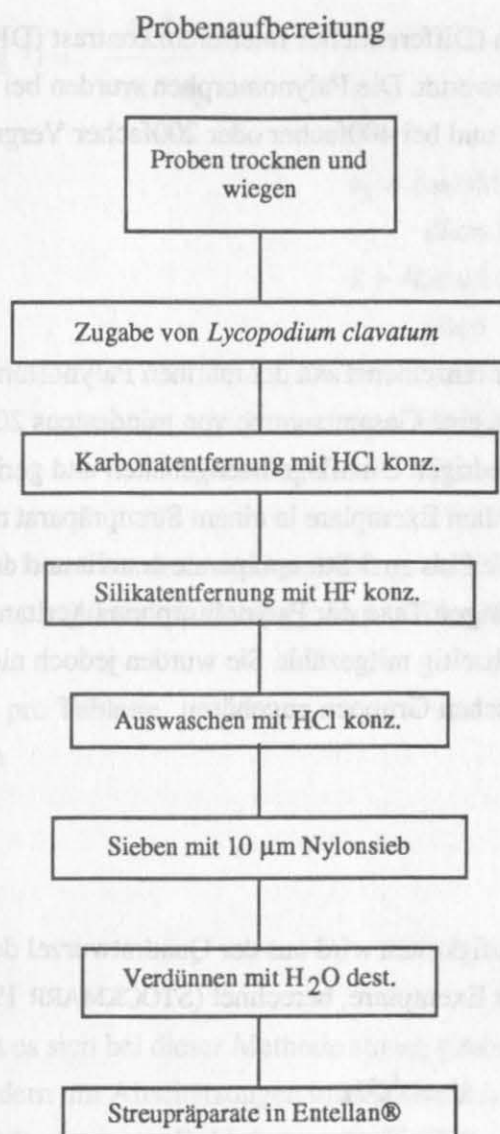 Probenaufbereitung
Proben trocknen und
wiegen
Zugabe von Lycopodium clavatum
Karbonatentfernung mit HCl konz.
Silikatentfernung mit HF konz.
Auswaschen mit HCl konz.
Sieben mit 10 µm Nylonsieb
Verdünnen mit H2O dest.
Streupräparate in Entellan®